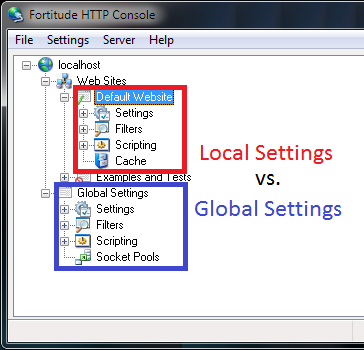 Fortitude HTTP Console
File Settings Server Help
localhost
Web Sites
Default Website
Settings
Filters
Scripting
Cache
Examples and Tests
Global Settings
Settings
Filters
Scripting
Socket Pools
Local Settings
vs.
Global Settings